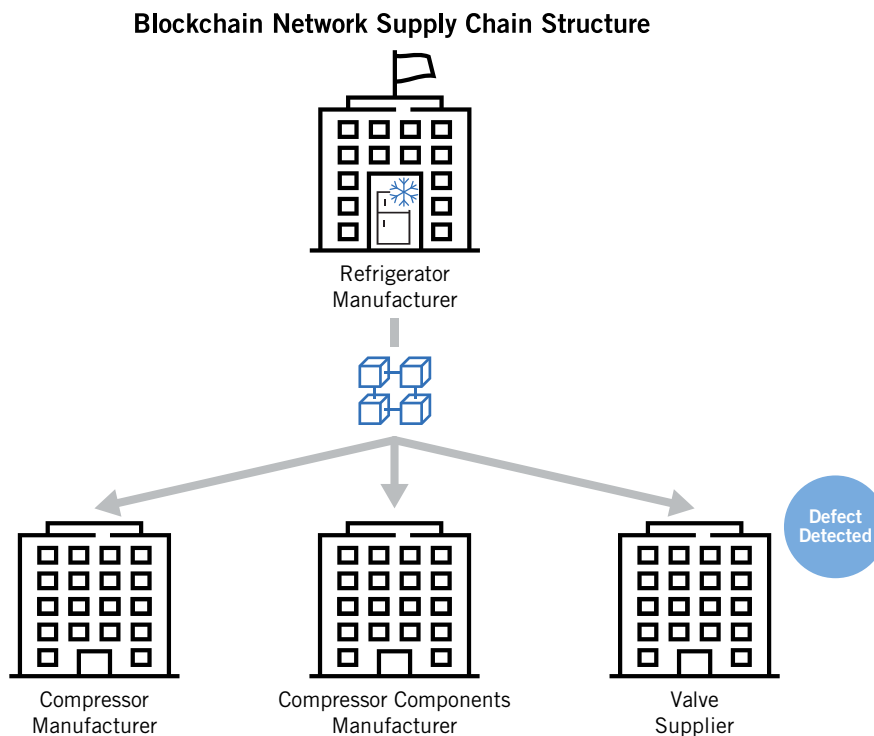 Blockchain Network Supply Chain Structure
Refrigerator
Manufacturer
Defect
Detected
Compressor
Manufacturer
Compressor Components
Manufacturer
Valve
Supplier